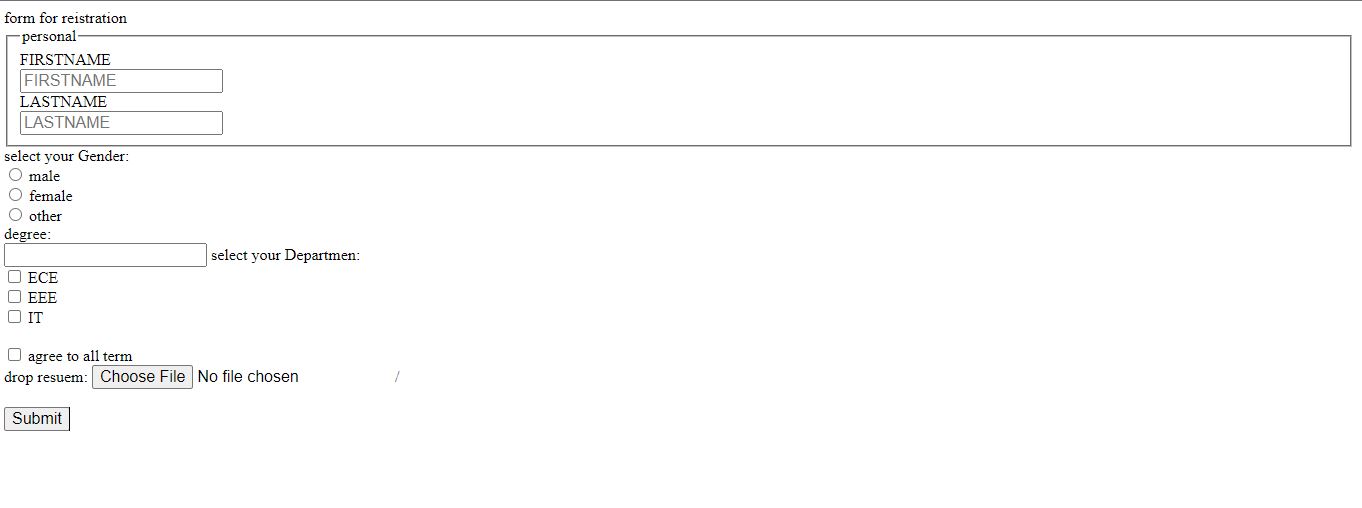 form for reistration
personal
FIRSTNAME
FIRSTNAME
LASTNAME
LASTNAME
select your Gender:
male
female
other
degree:
select your Departmen:
ECE
EEE
IT
agree to all term
drop resuem: Choose File No file chosen /
Submit